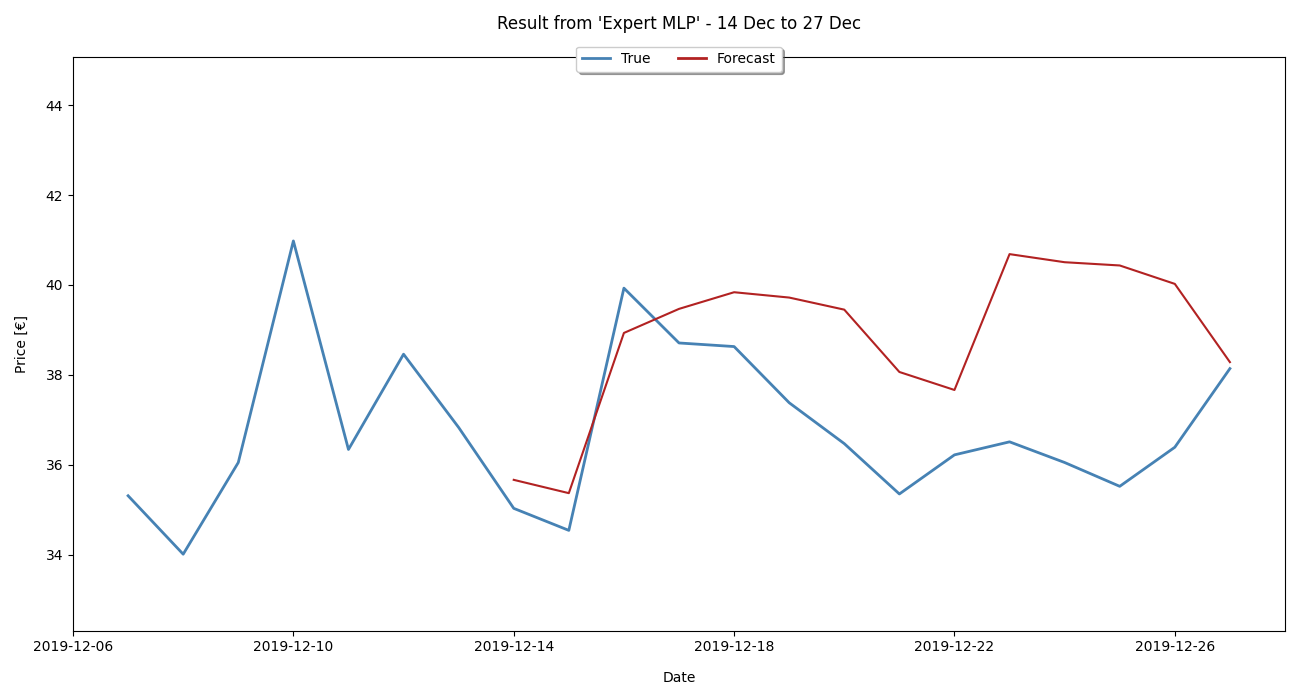 Result from 'Expert MLP' - 14 Dec to 27 Dec
True Forecast
44
42
40
38
36
34
Price [€]
2019-12-06 2019-12-10 2019-12-14 2019-12-18 2019-12-22 2019-12-26
Date